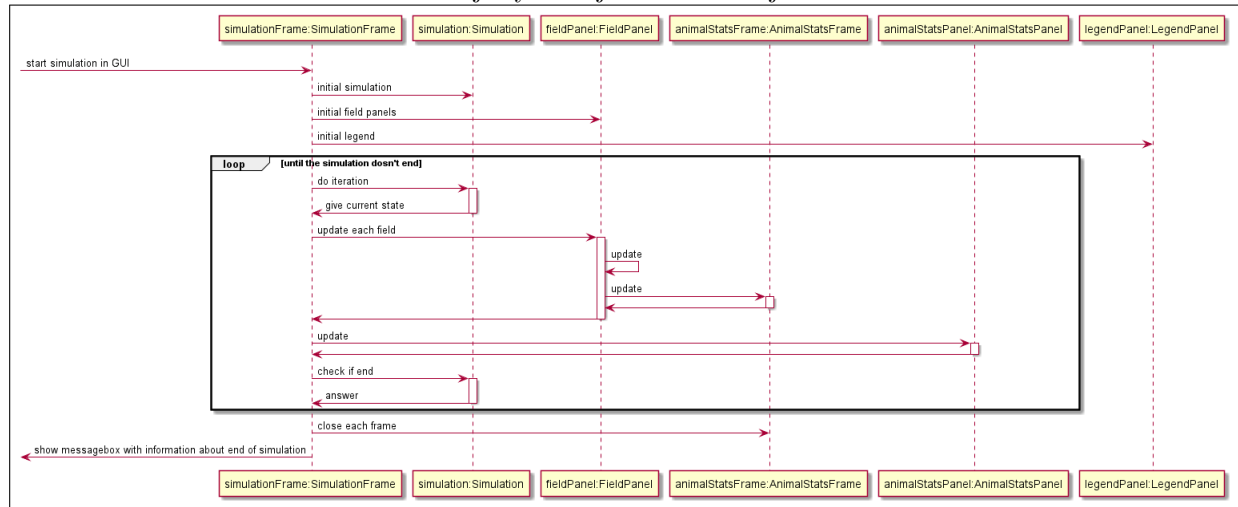 simulationFrame:SimulationFrame simulation:Simulation fieldPanel:FieldPanel animalStatsFrame:AnimalStatsFrame animalStatsPanel:AnimalStatsPanel legendPanel:LegendPanel
start simulation in GUI
initial simulation
initial field panels
initial legend
loop [until the simulation dosn't end]
do iteration
give current state
update each field
update
update
update
check if end
answer
close each frame
show messagebox with information about end of simulation
simulationFrame:SimulationFrame simulation:Simulation fieldPanel:FieldPanel animalStatsFrame:AnimalStatsFrame animalStatsPanel:AnimalStatsPanel legendPanel:LegendPanel